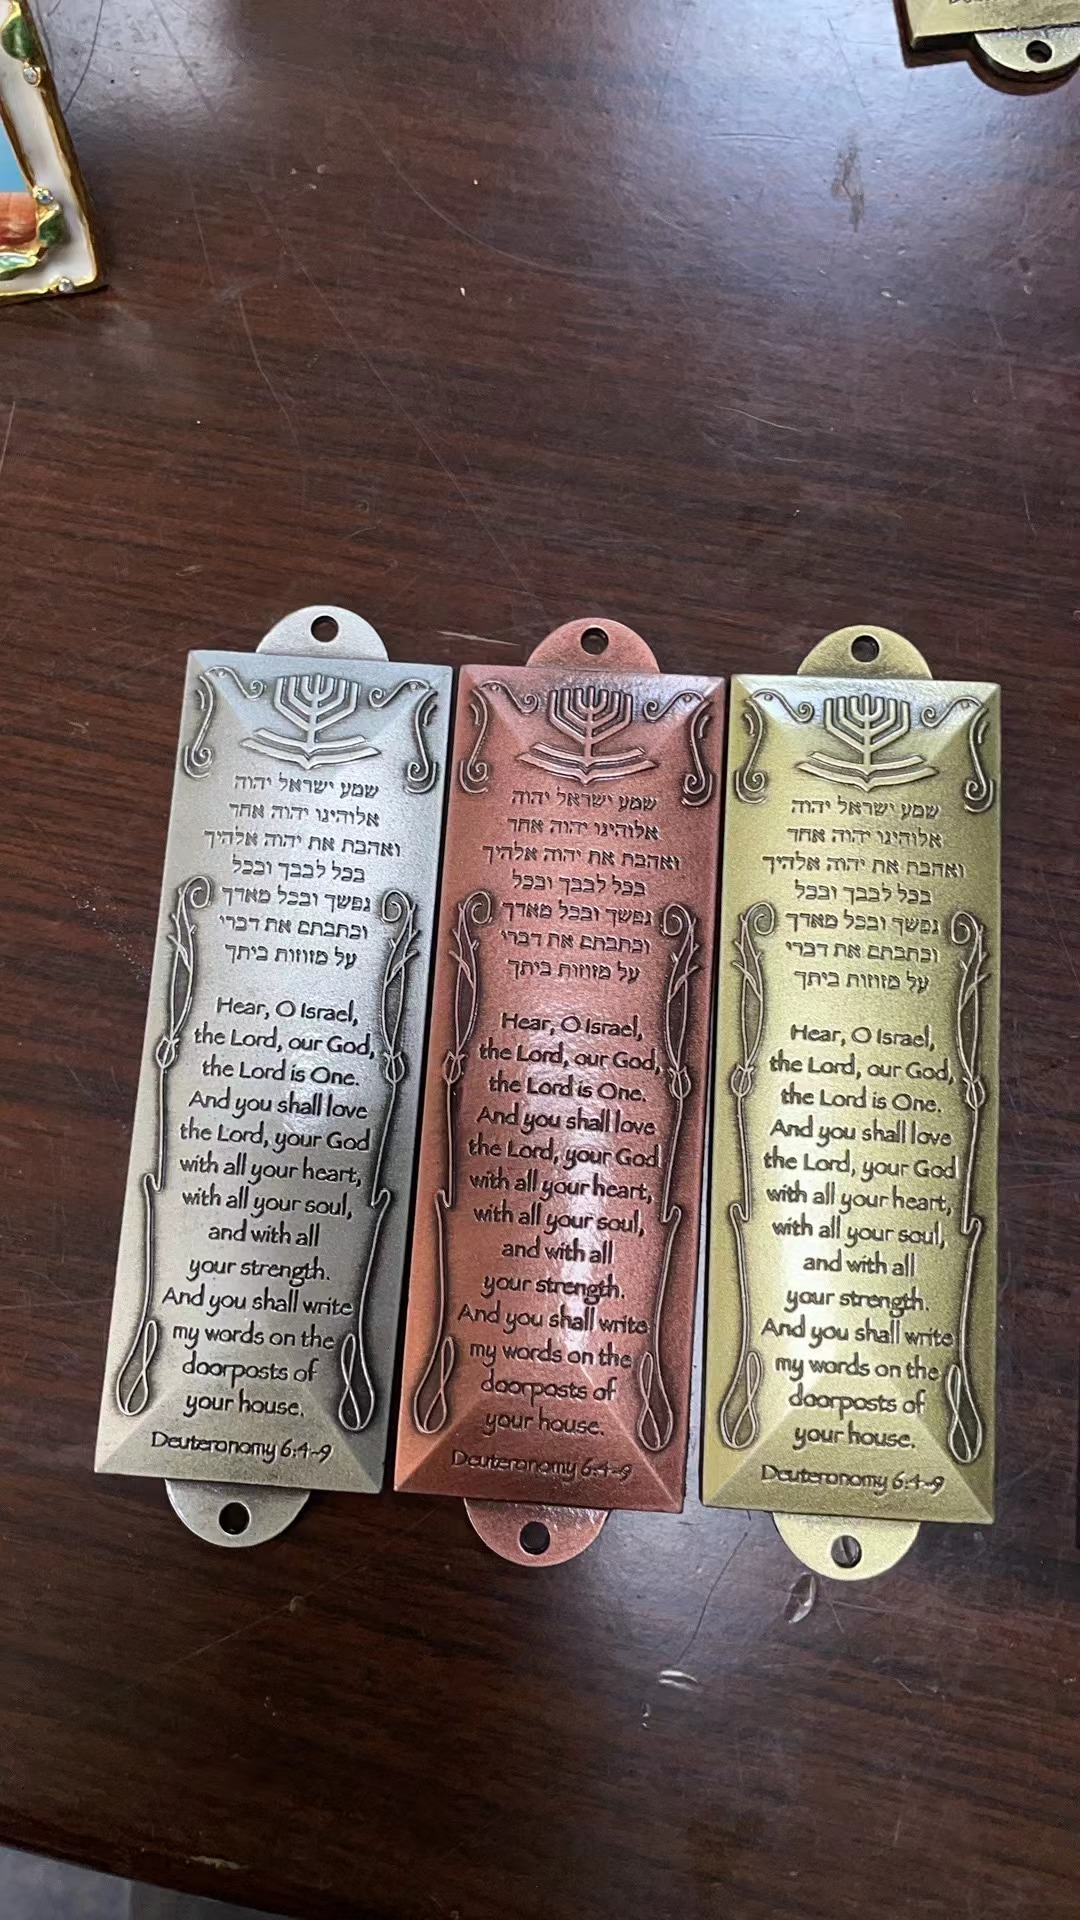 שמע ישראל יהוה
אלוהינו יהוה אחד
ואהבת את יהוה אלהיך
בכל לבבך ובכל
נפשך ובכל מאדך
וכתבתם את דברי
על מזוזות ביתך
Hear, O Israel,
the Lord, our God,
the Lord is One.
And you shall love
the Lord, your God
with all your heart,
with all your soul,
and with all
your strength.
And you shall write
my words on the
doorposts of
your house.
Deuteronomy 6:4-9
שמע ישראל יהוה
אלוהינו יהוה אחד
ואהבת את יהוה אלהיך
בכל לבבך ובכל
נפשך ובכל מאדך
וכתבתם את דברי
על מזוזות ביתך
Hear, O Israel,
the Lord, our God,
the Lord is One.
And you shall love
the Lord, your God
with all your heart,
with all your soul,
and with all
your strength.
And you shall write
my words on the
doorposts of
your house.
Deuteronomy 6:4-9
שמע ישראל יהוה
אלוהינו יהוה אחד
ואהבת את יהוה אלהיך
בכל לבבך ובכל
נפשך ובכל מאדך
וכתבתם את דברי
על מזוזות ביתך
Hear, O Israel,
the Lord, our God,
the Lord is One.
And you shall love
the Lord, your God
with all your heart,
with all your soul,
and with all
your strength.
And you shall write
my words on the
doorposts of
your house.
Deuteronomy 6:4-9